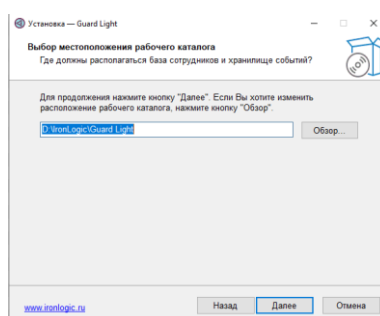 Установка — Guard Light
Выбор местоположения рабочего каталога
Где должны располагаться база сотрудников и хранилище событий?
Для продолжения нажмите кнопку "Далее". Если Вы хотите изменить
расположение рабочего каталога, нажмите кнопку "Обзор".
D:\IronLogic\Guard Light
Обзор...
www.ironlogic.ru
Назад
Далее
Отмена